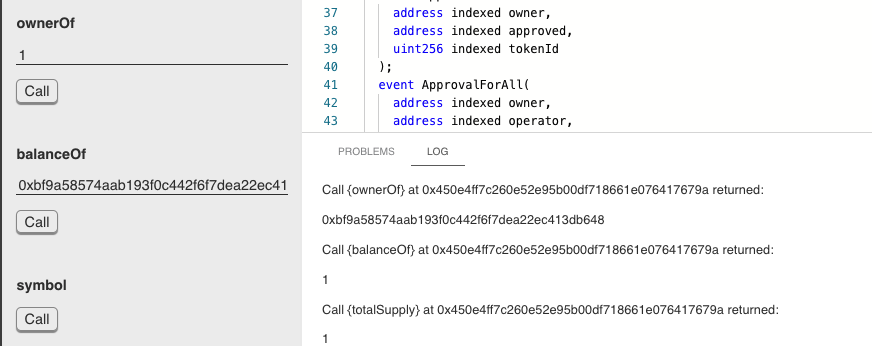 ownerOf
1
Call
balanceOf
0xbf9a58574aab193f0c442f6f7dea22ec41
Call
symbol
Call
37 address indexed owner,
38 address indexed approved,
39 uint256 indexed tokenId
40 );
41 event ApprovalForAll(
42 address indexed owner,
43 address indexed operator,
PROBLEMS LOG
Call {ownerOf} at 0x450e4ff7c260e52e95b00df718661e076417679a returned:
0xbf9a58574aab193f0c442f6f7dea22ec413db648
Call {balanceOf} at 0x450e4ff7c260e52e95b00df718661e076417679a returned:
1
Call {totalSupply} at 0x450e4ff7c260e52e95b00df718661e076417679a returned:
1